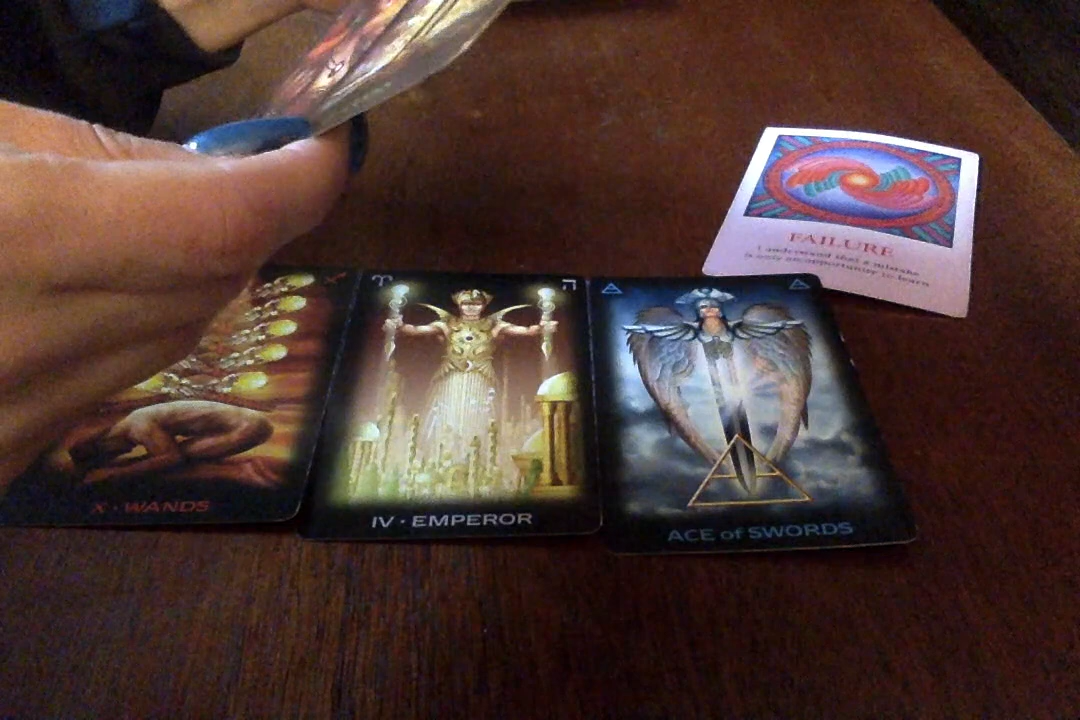 FAILURE
I understand that a mistake
is only an opportunity to learn
X · WANDS
IV · EMPEROR
ACE of SWORDS
ה